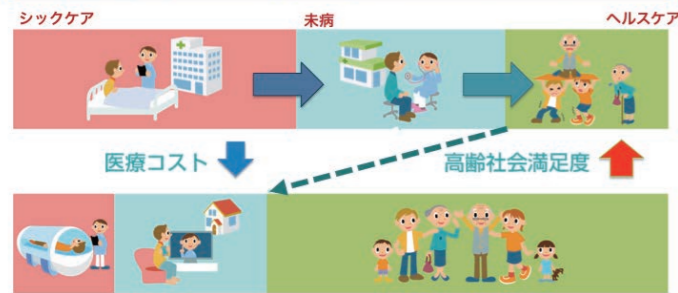 シックケア
未病
ヘルスケア
医療コスト
高齢社会満足度